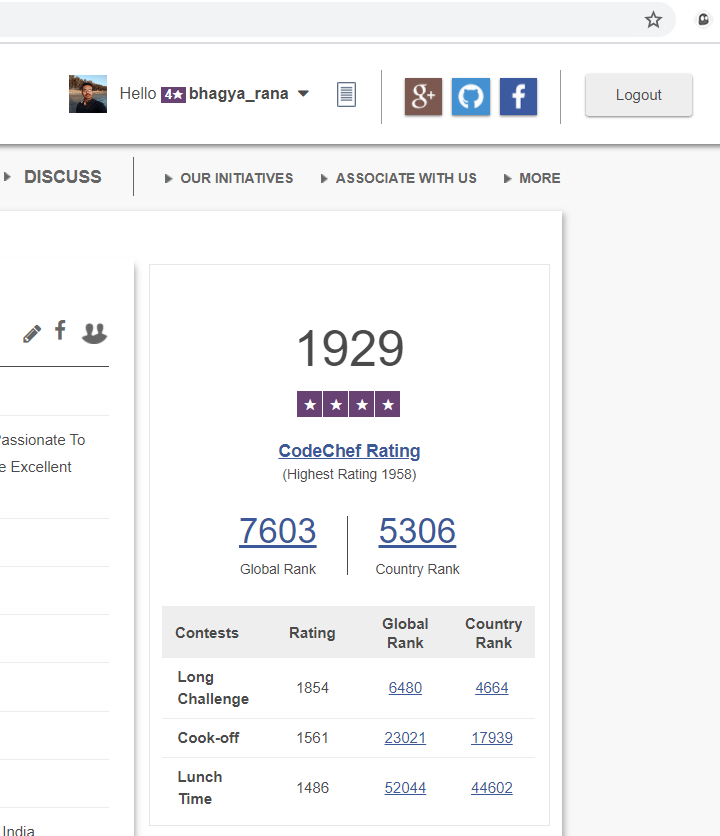 Hello 4★ bhagya_rana
g+
f
Logout
DISCUSS
OUR INITIATIVES
ASSOCIATE WITH US
MORE
assionate To
e Excellent
India
1929
CodeChef Rating
(Highest Rating 1958)
7603 5306
Global Rank Country Rank
Contests Rating Global Rank Country Rank
Long Challenge 1854 6480 4664
Cook-off 1561 23021 17939
Lunch Time 1486 52044 44602